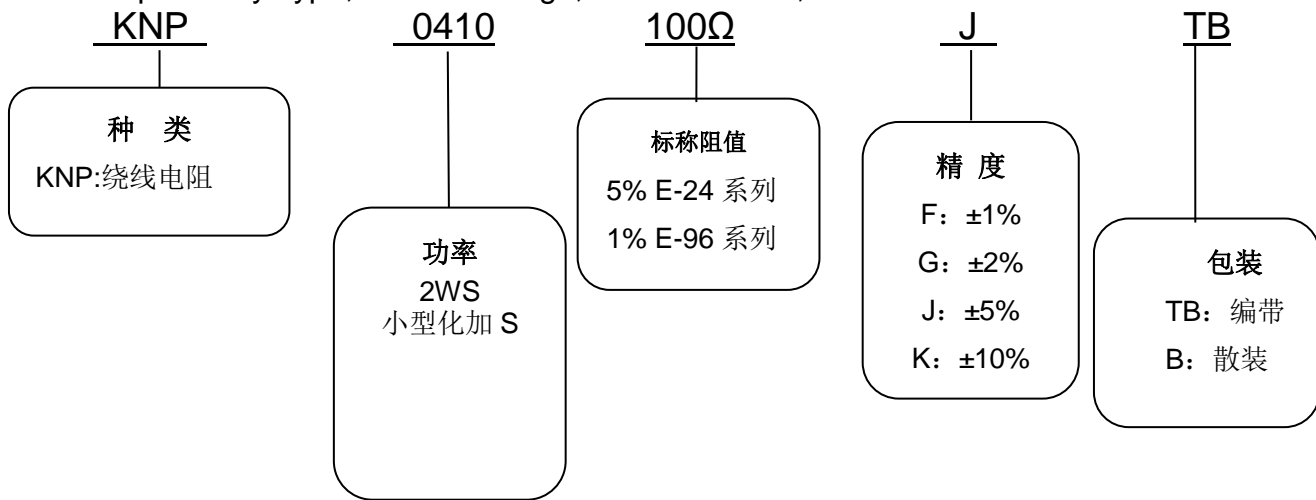 KNP 0410 100Ω J TB
种 类
KNP:绕线电阻
功率
2WS
小型化加 S
标称阻值
5% E-24 系列
1% E-96 系列
精 度
F：±1%
G：±2%
J：±5%
K：±10%
包装
TB：编带
B：散装